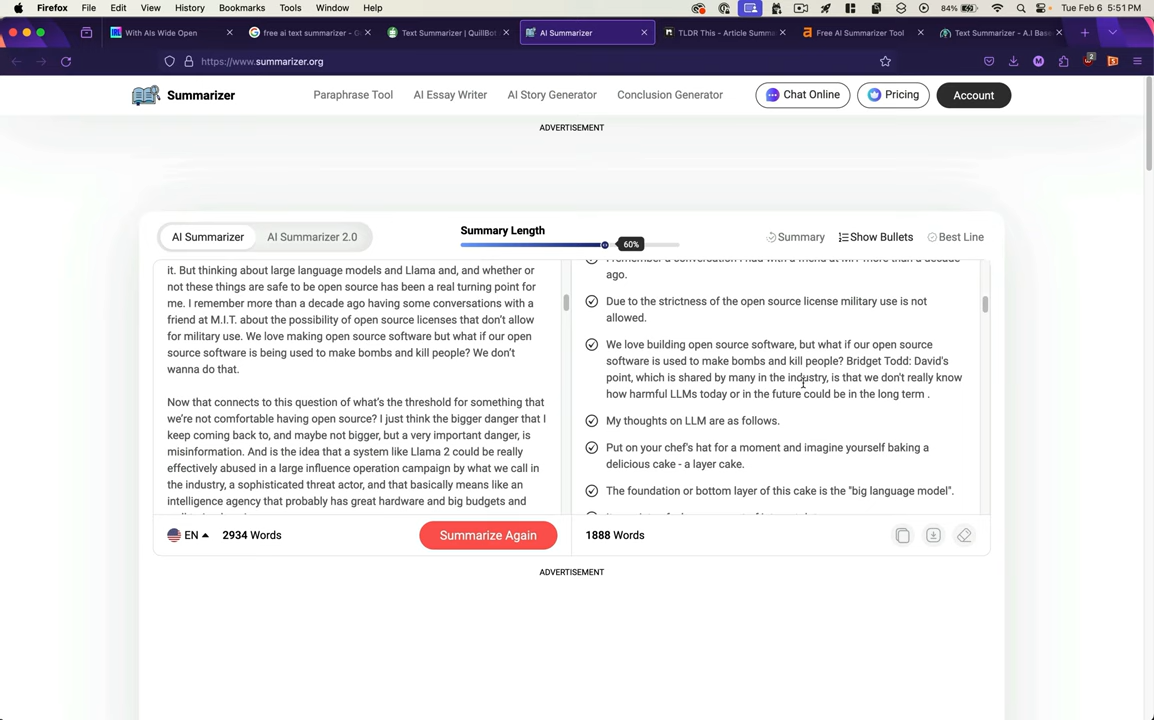 Firefox File Edit View History Bookmarks Tools Window Help 84% Tue Feb 6 5:51 PM
With AIs Wide Open
free ai text summarizer - 
Text Summarizer | QuillBot
AI Summarizer
TLDR This - Article Summ
Free AI Summarizer Tool
Text Summarizer - A.I Base
https://www.summarizer.org
2
Summarizer
Paraphrase Tool
AI Essay Writer
AI Story Generator
Conclusion Generator
Chat Online
Pricing
Account
ADVERTISEMENT
AI Summarizer
AI Summarizer 2.0
Summary Length
60%
Summary
Show Bullets
Best Line
it. But thinking about large language models and Llama and, and whether or
not these things are safe to be open source has been a real turning point for
me. I remember more than a decade ago having some conversations with a
friend at M.I.T. about the possibility of open source licenses that don't allow
for military use. We love making open source software but what if our open
source software is being used to make bombs and kill people? We don't
wanna do that.
Now that connects to this question of what's the threshold for something that
we're not comfortable having open source? I just think the bigger danger that I
keep coming back to, and maybe not bigger, but a very important danger, is
misinformation. And is the idea that a system like Llama 2 could be really
effectively abused in a large influence operation campaign by what we call in
the industry, a sophisticated threat actor, and that basically means like an
intelligence agency that probably has great hardware and big budgets and
I remember a conversation I had with a friend at MIT more than a decade
ago.
Due to the strictness of the open source license military use is not
allowed.
We love building open source software, but what if our open source
software is used to make bombs and kill people? Bridget Todd: David's
point, which is shared by many in the industry, is that we don't really know
how harmful LLMs today or in the future could be in the long term .
My thoughts on LLM are as follows.
Put on your chef's hat for a moment and imagine yourself baking a
delicious cake - a layer cake.
The foundation or bottom layer of this cake is the "big language model".
EN
2934 Words
Summarize Again
1888 Words
ADVERTISEMENT